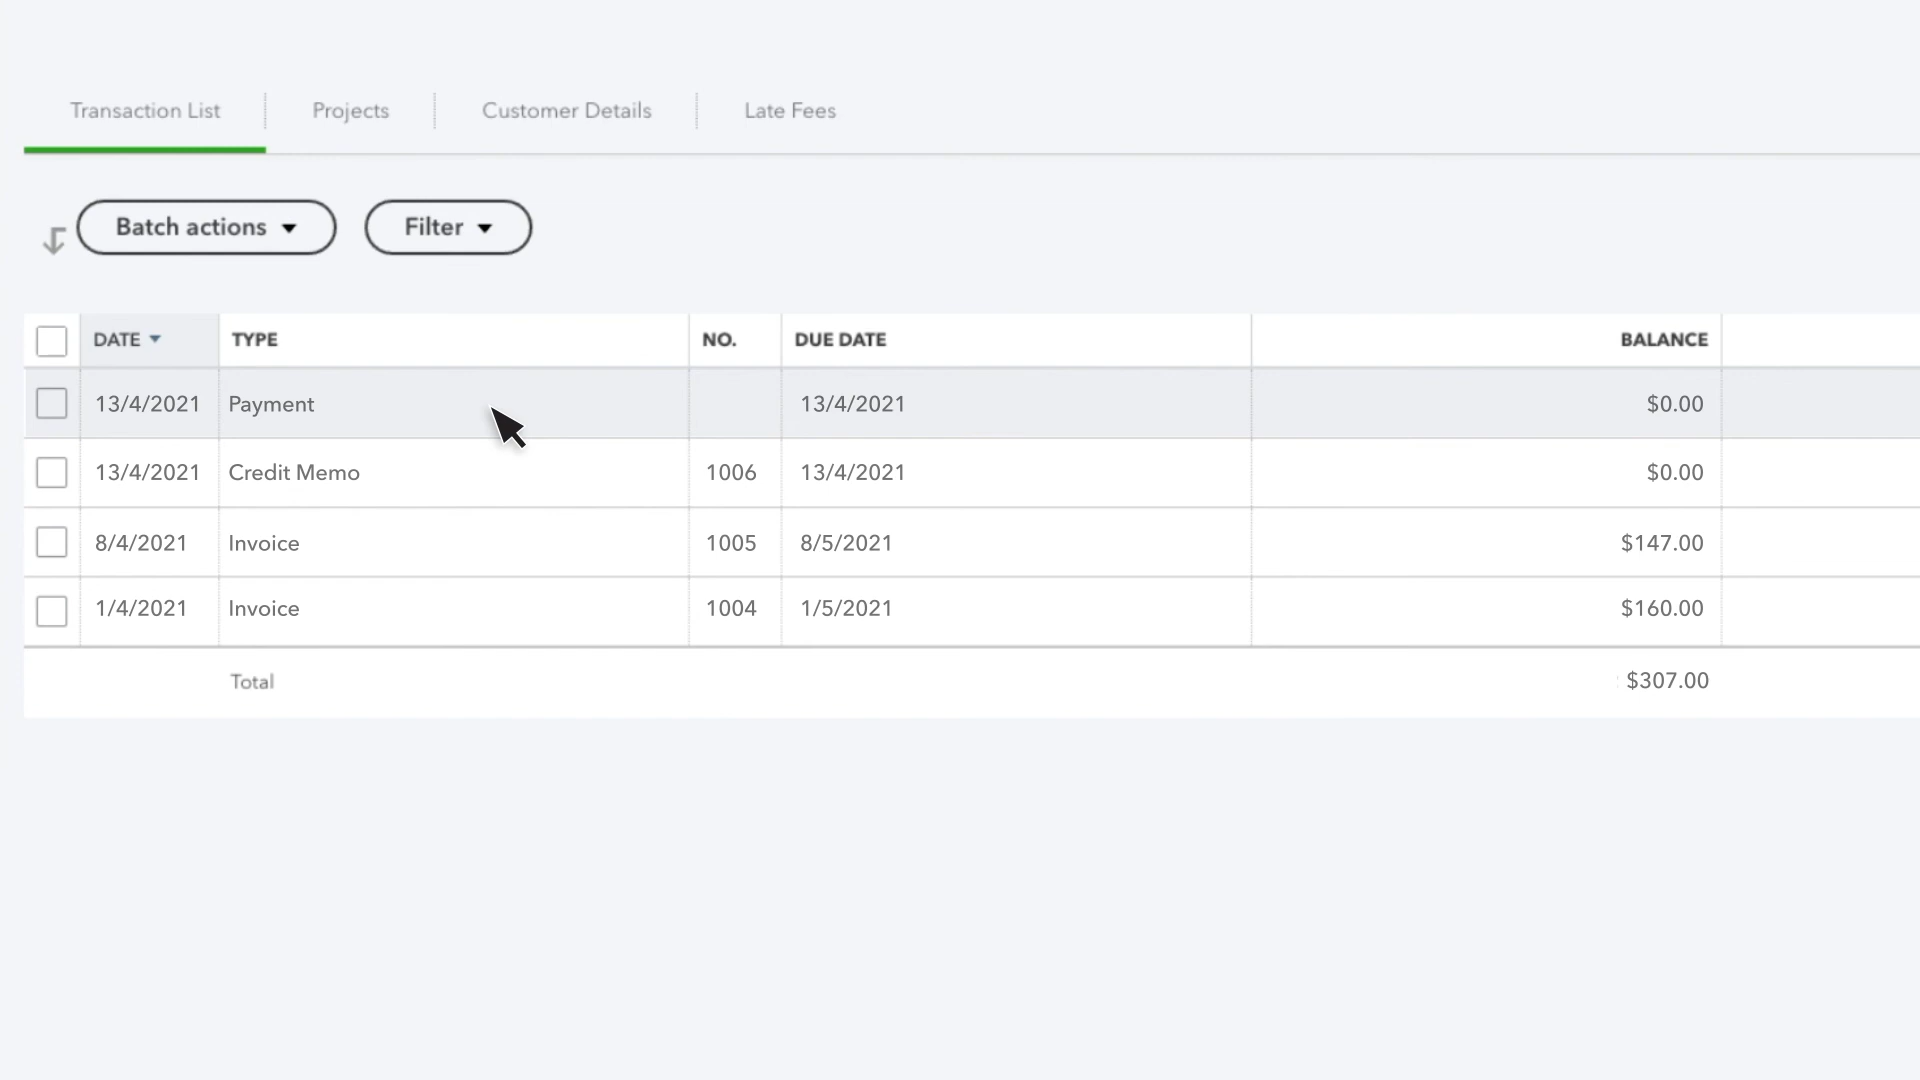 Transaction List Projects Customer Details Late Fees
Batch actions Filter
DATE TYPE NO. DUE DATE BALANCE
13/4/2021 Payment 13/4/2021 $0.00
13/4/2021 Credit Memo 1006 13/4/2021 $0.00
8/4/2021 Invoice 1005 8/5/2021 $147.00
1/4/2021 Invoice 1004 1/5/2021 $160.00
Total $307.00